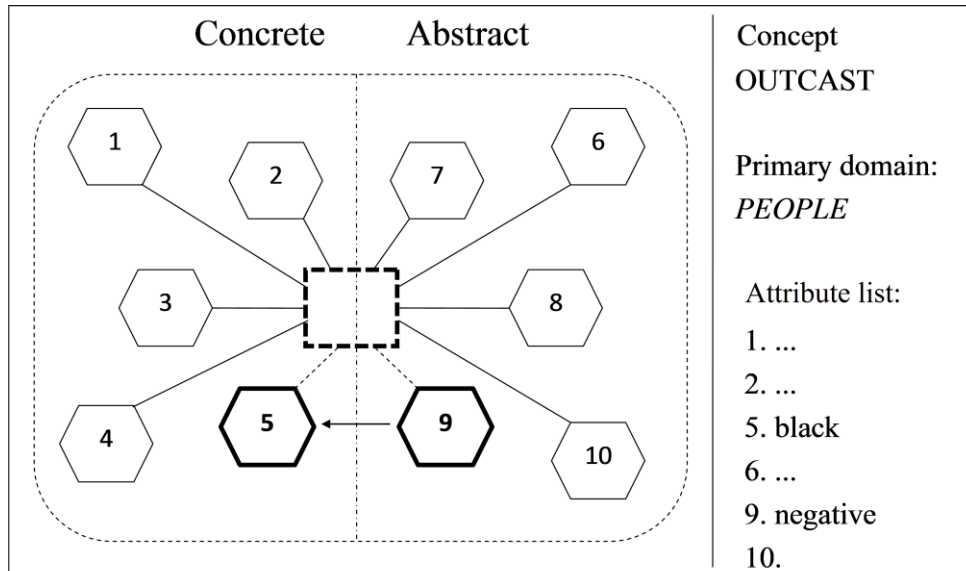 Concrete Abstract
1
2
7
6
3
8
4
5
9
10
Concept
OUTCAST
Primary domain:
PEOPLE
Attribute list:
1. ...
2. ...
5. black
6. ...
9. negative
10.